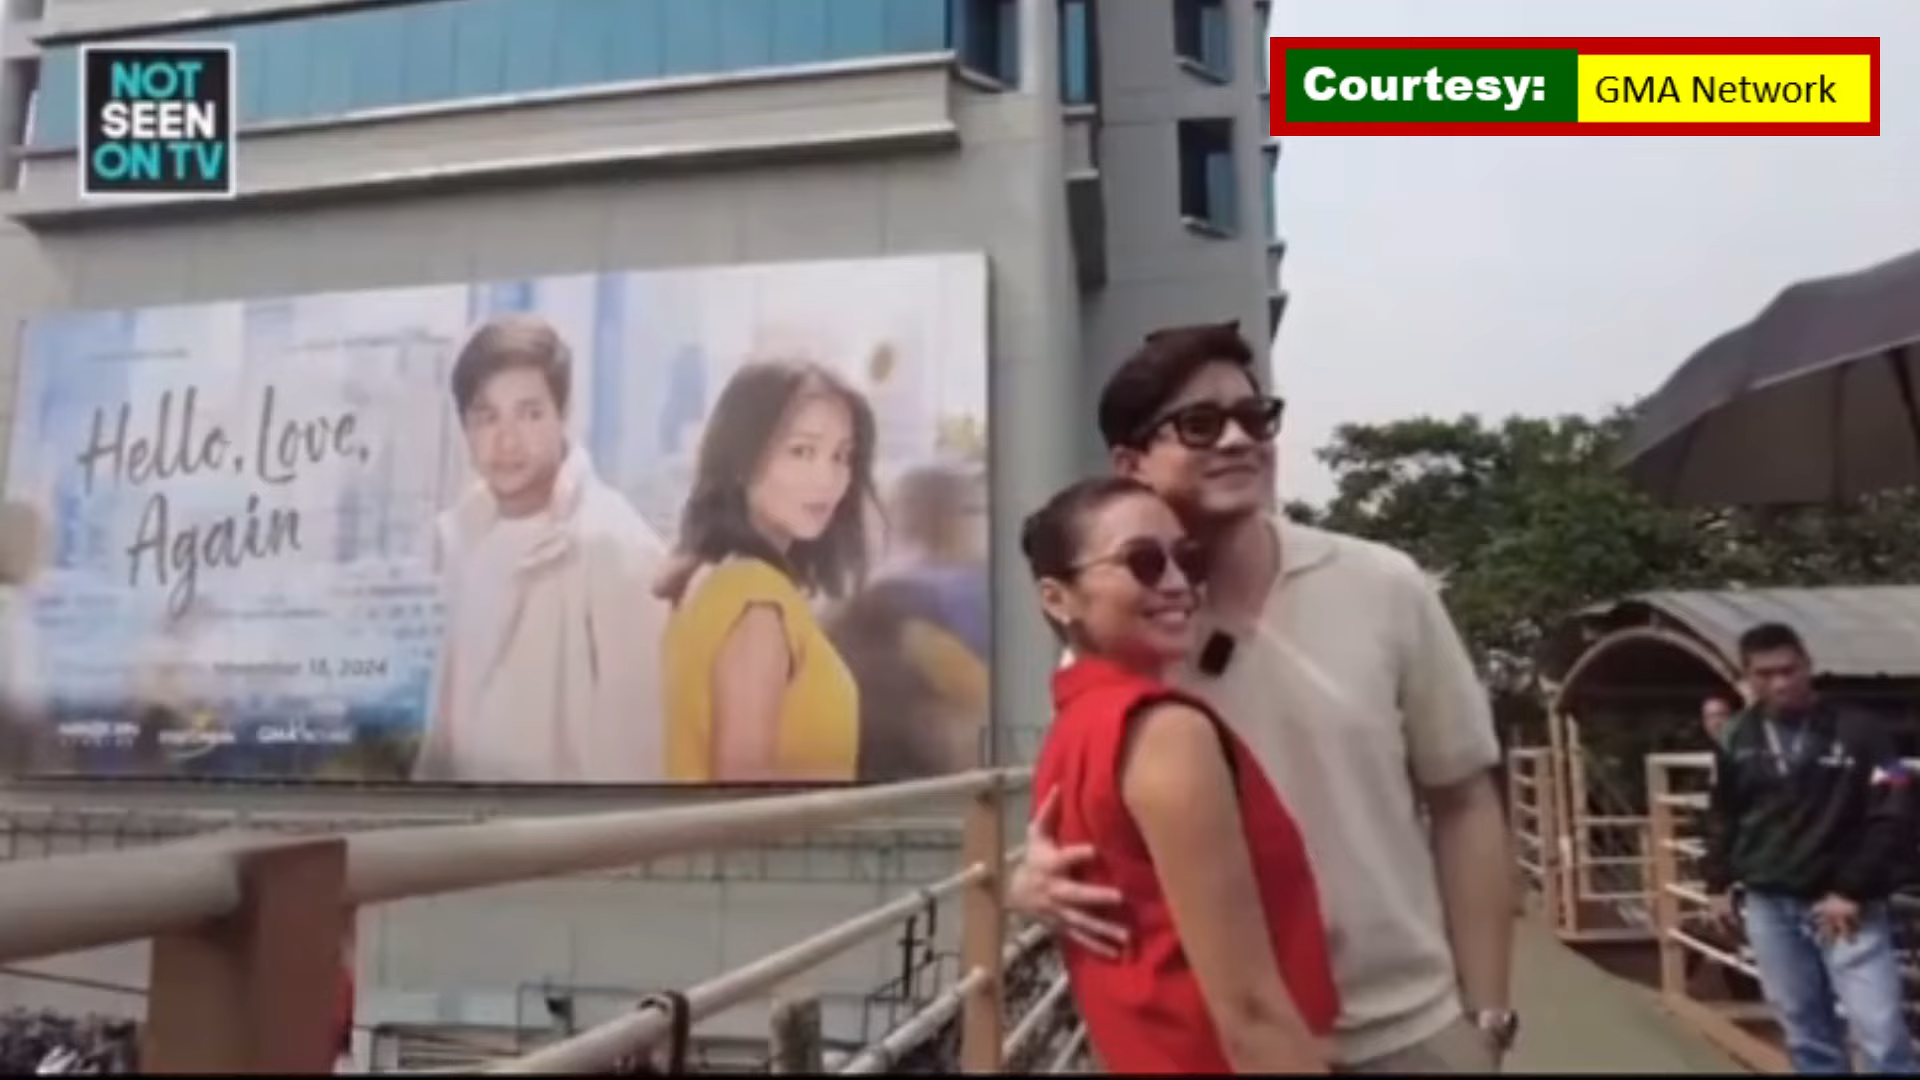 NOT
SEEN
ON TV
Courtesy: GMA Network
Hello, Love,
Again
November 13, 2024